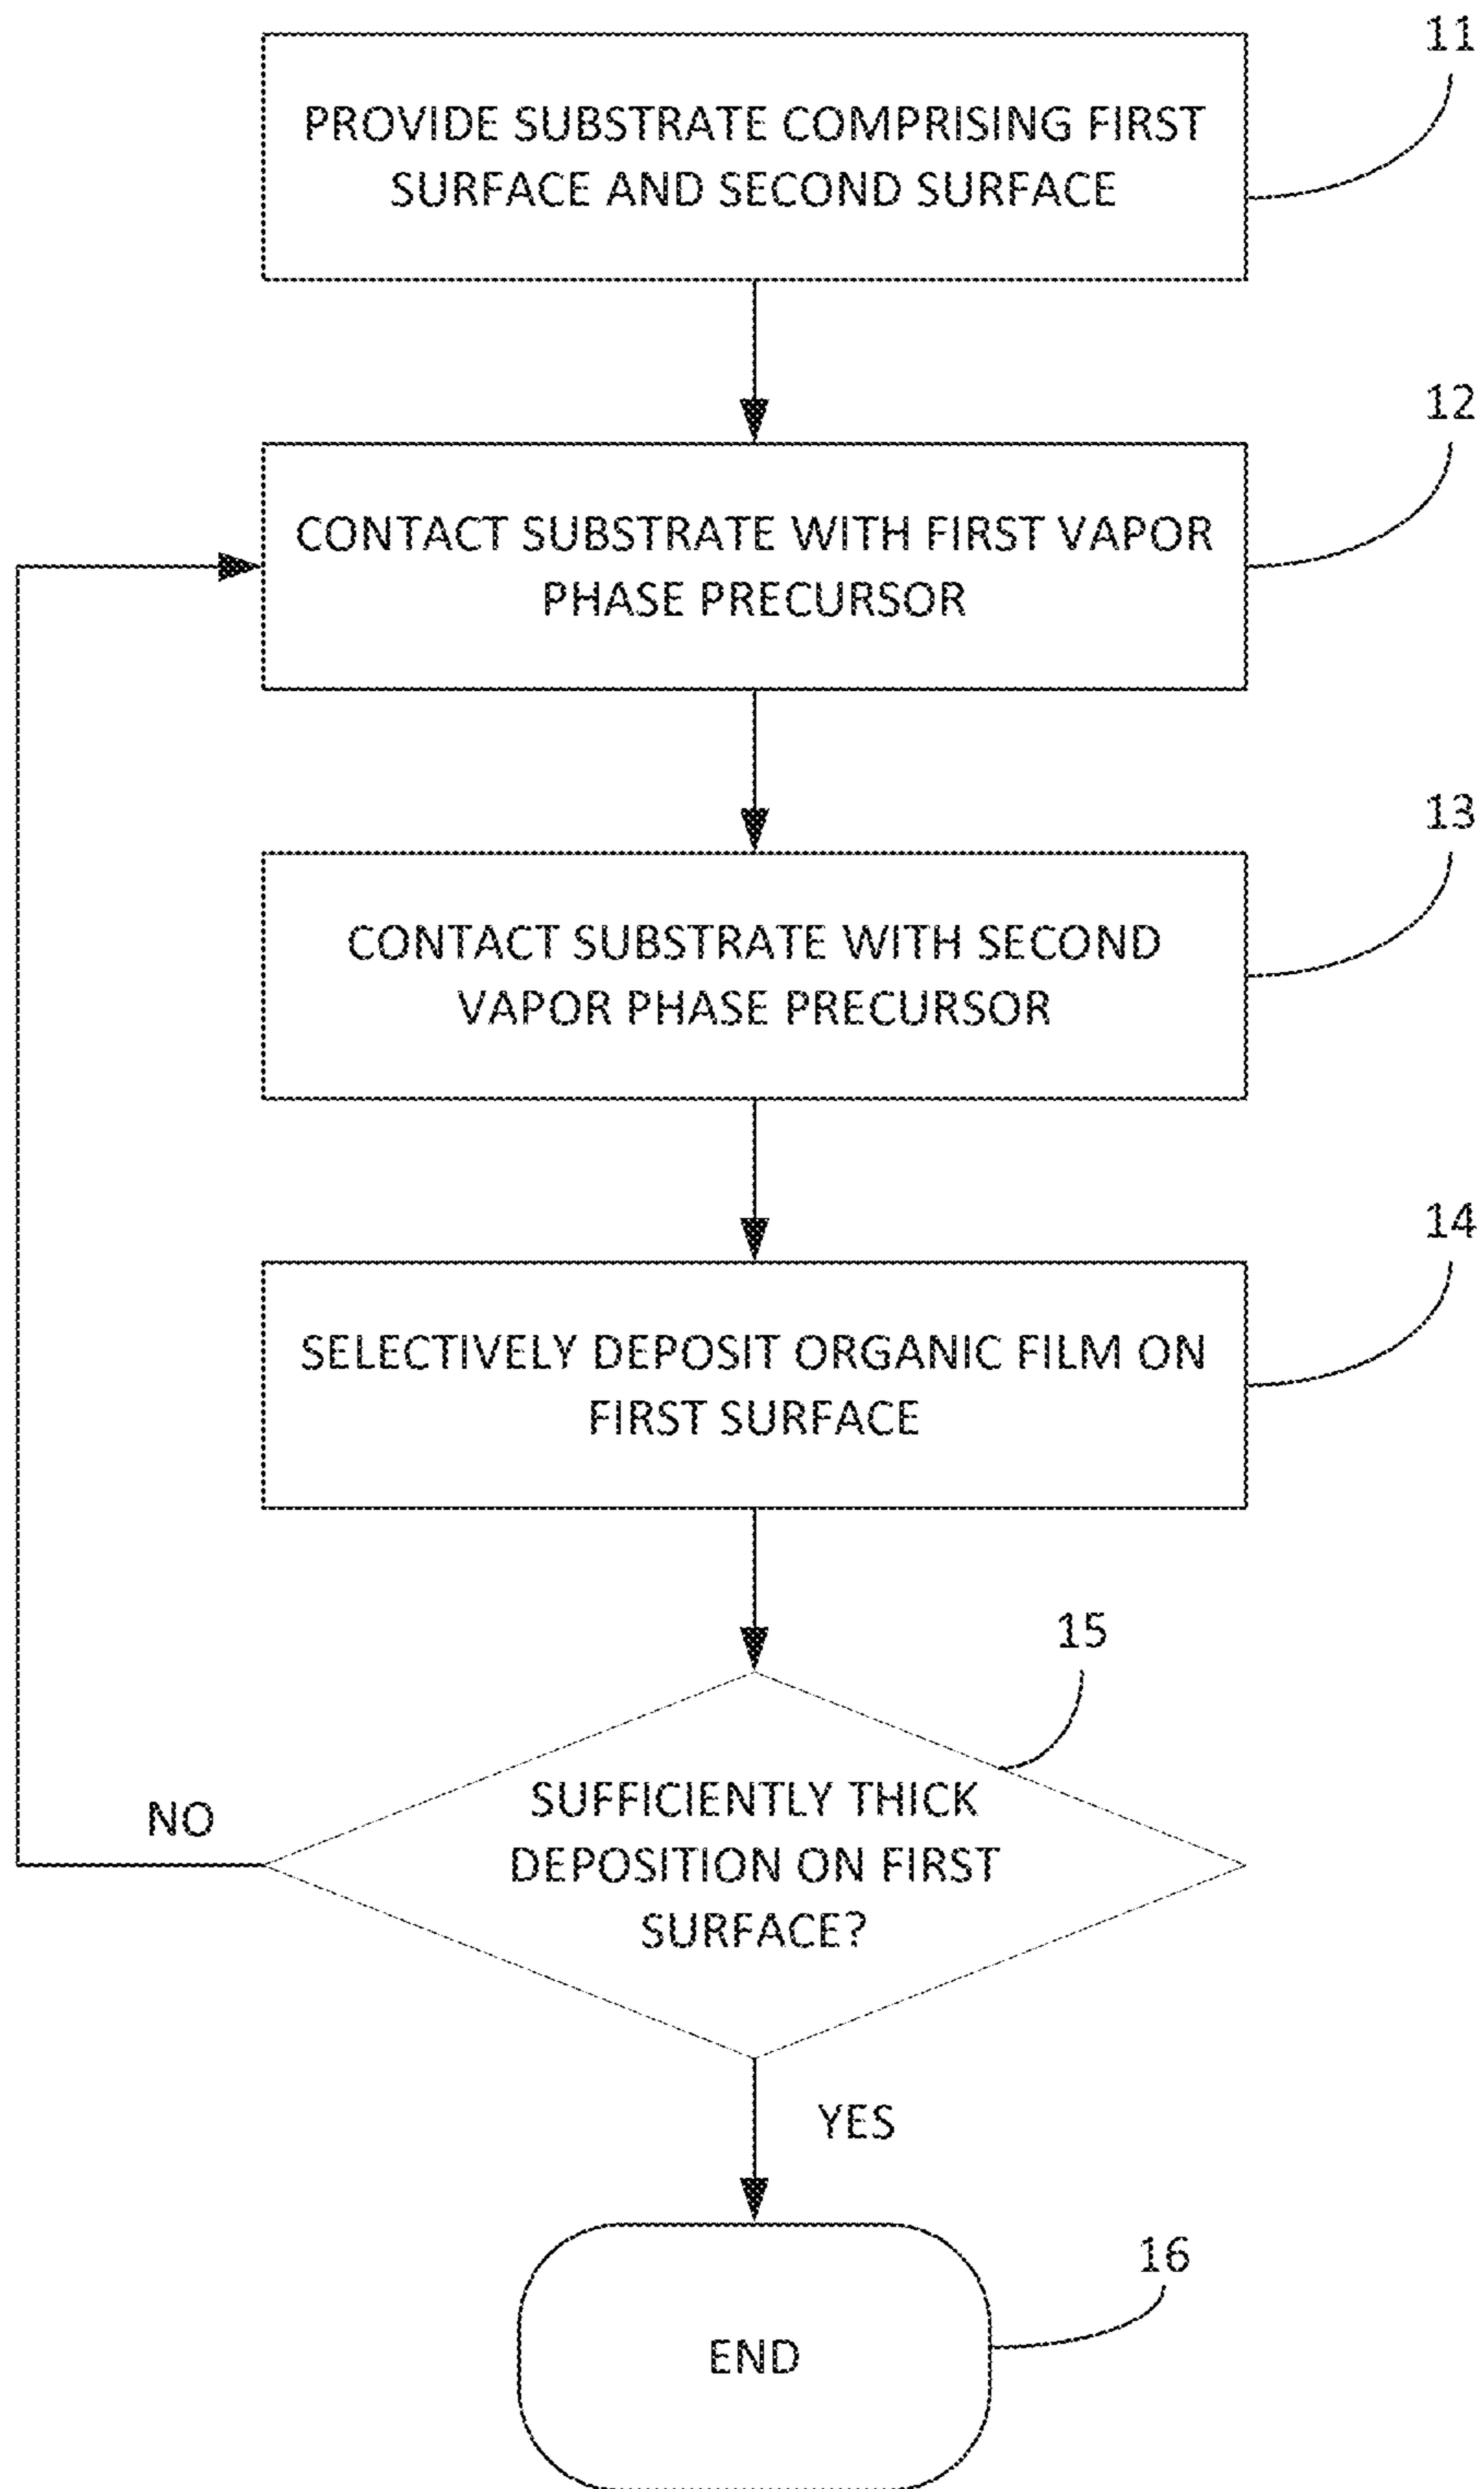 11
PROVIDE SUBSTRATE COMPRISING FIRST
SURFACE AND SECOND SURFACE
12
CONTACT SUBSTRATE WITH FIRST VAPOR
PHASE PRECURSOR
13
CONTACT SUBSTRATE WITH SECOND
VAPOR PHASE PRECURSOR
14
SELECTIVELY DEPOSIT ORGANIC FILM ON
FIRST SURFACE
15
SUFFICIENTLY THICK
DEPOSITION ON FIRST
SURFACE?
NO
YES
16
END